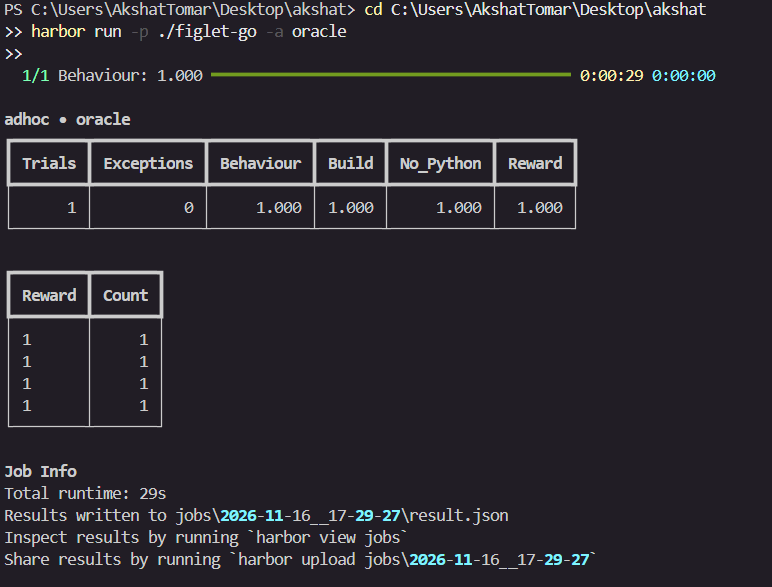 PS C:\Users\AkshatTomar\Desktop\akshat> cd C:\Users\AkshatTomar\Desktop\akshat
>> harbor run -p ./figlet-go -a oracle
>>
1/1 Behaviour: 1.000 0:00:29 0:00:00
adhoc • oracle
Trials Exceptions Behaviour Build No_Python Reward
1 0 1.000 1.000 1.000 1.000
Reward Count
1 1
1 1
1 1
1 1
Job Info
Total runtime: 29s
Results written to jobs\2026-11-16__17-29-27\result.json
Inspect results by running `harbor view jobs`
Share results by running `harbor upload jobs\2026-11-16__17-29-27`